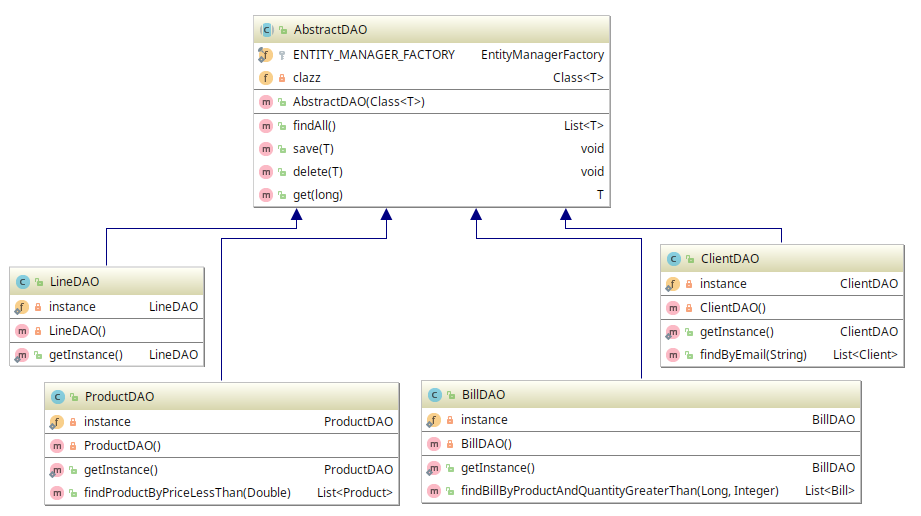 AbstractDAO
ENTITY_MANAGER_FACTORY EntityManagerFactory
clazz Class<T>
AbstractDAO(Class<T>)
findAll() List<T>
save(T) void
delete(T) void
get(long) T
LineDAO
instance LineDAO
LineDAO()
getInstance() LineDAO
ClientDAO
instance ClientDAO
ClientDAO()
getInstance() ClientDAO
findByEmail(String) List<Client>
ProductDAO
instance ProductDAO
ProductDAO()
getInstance() ProductDAO
findProductByPriceLessThan(Double) List<Product>
BillDAO
instance BillDAO
BillDAO()
getInstance() BillDAO
findBillByProductAndQuantityGreaterThan(Long, Integer) List<Bill>